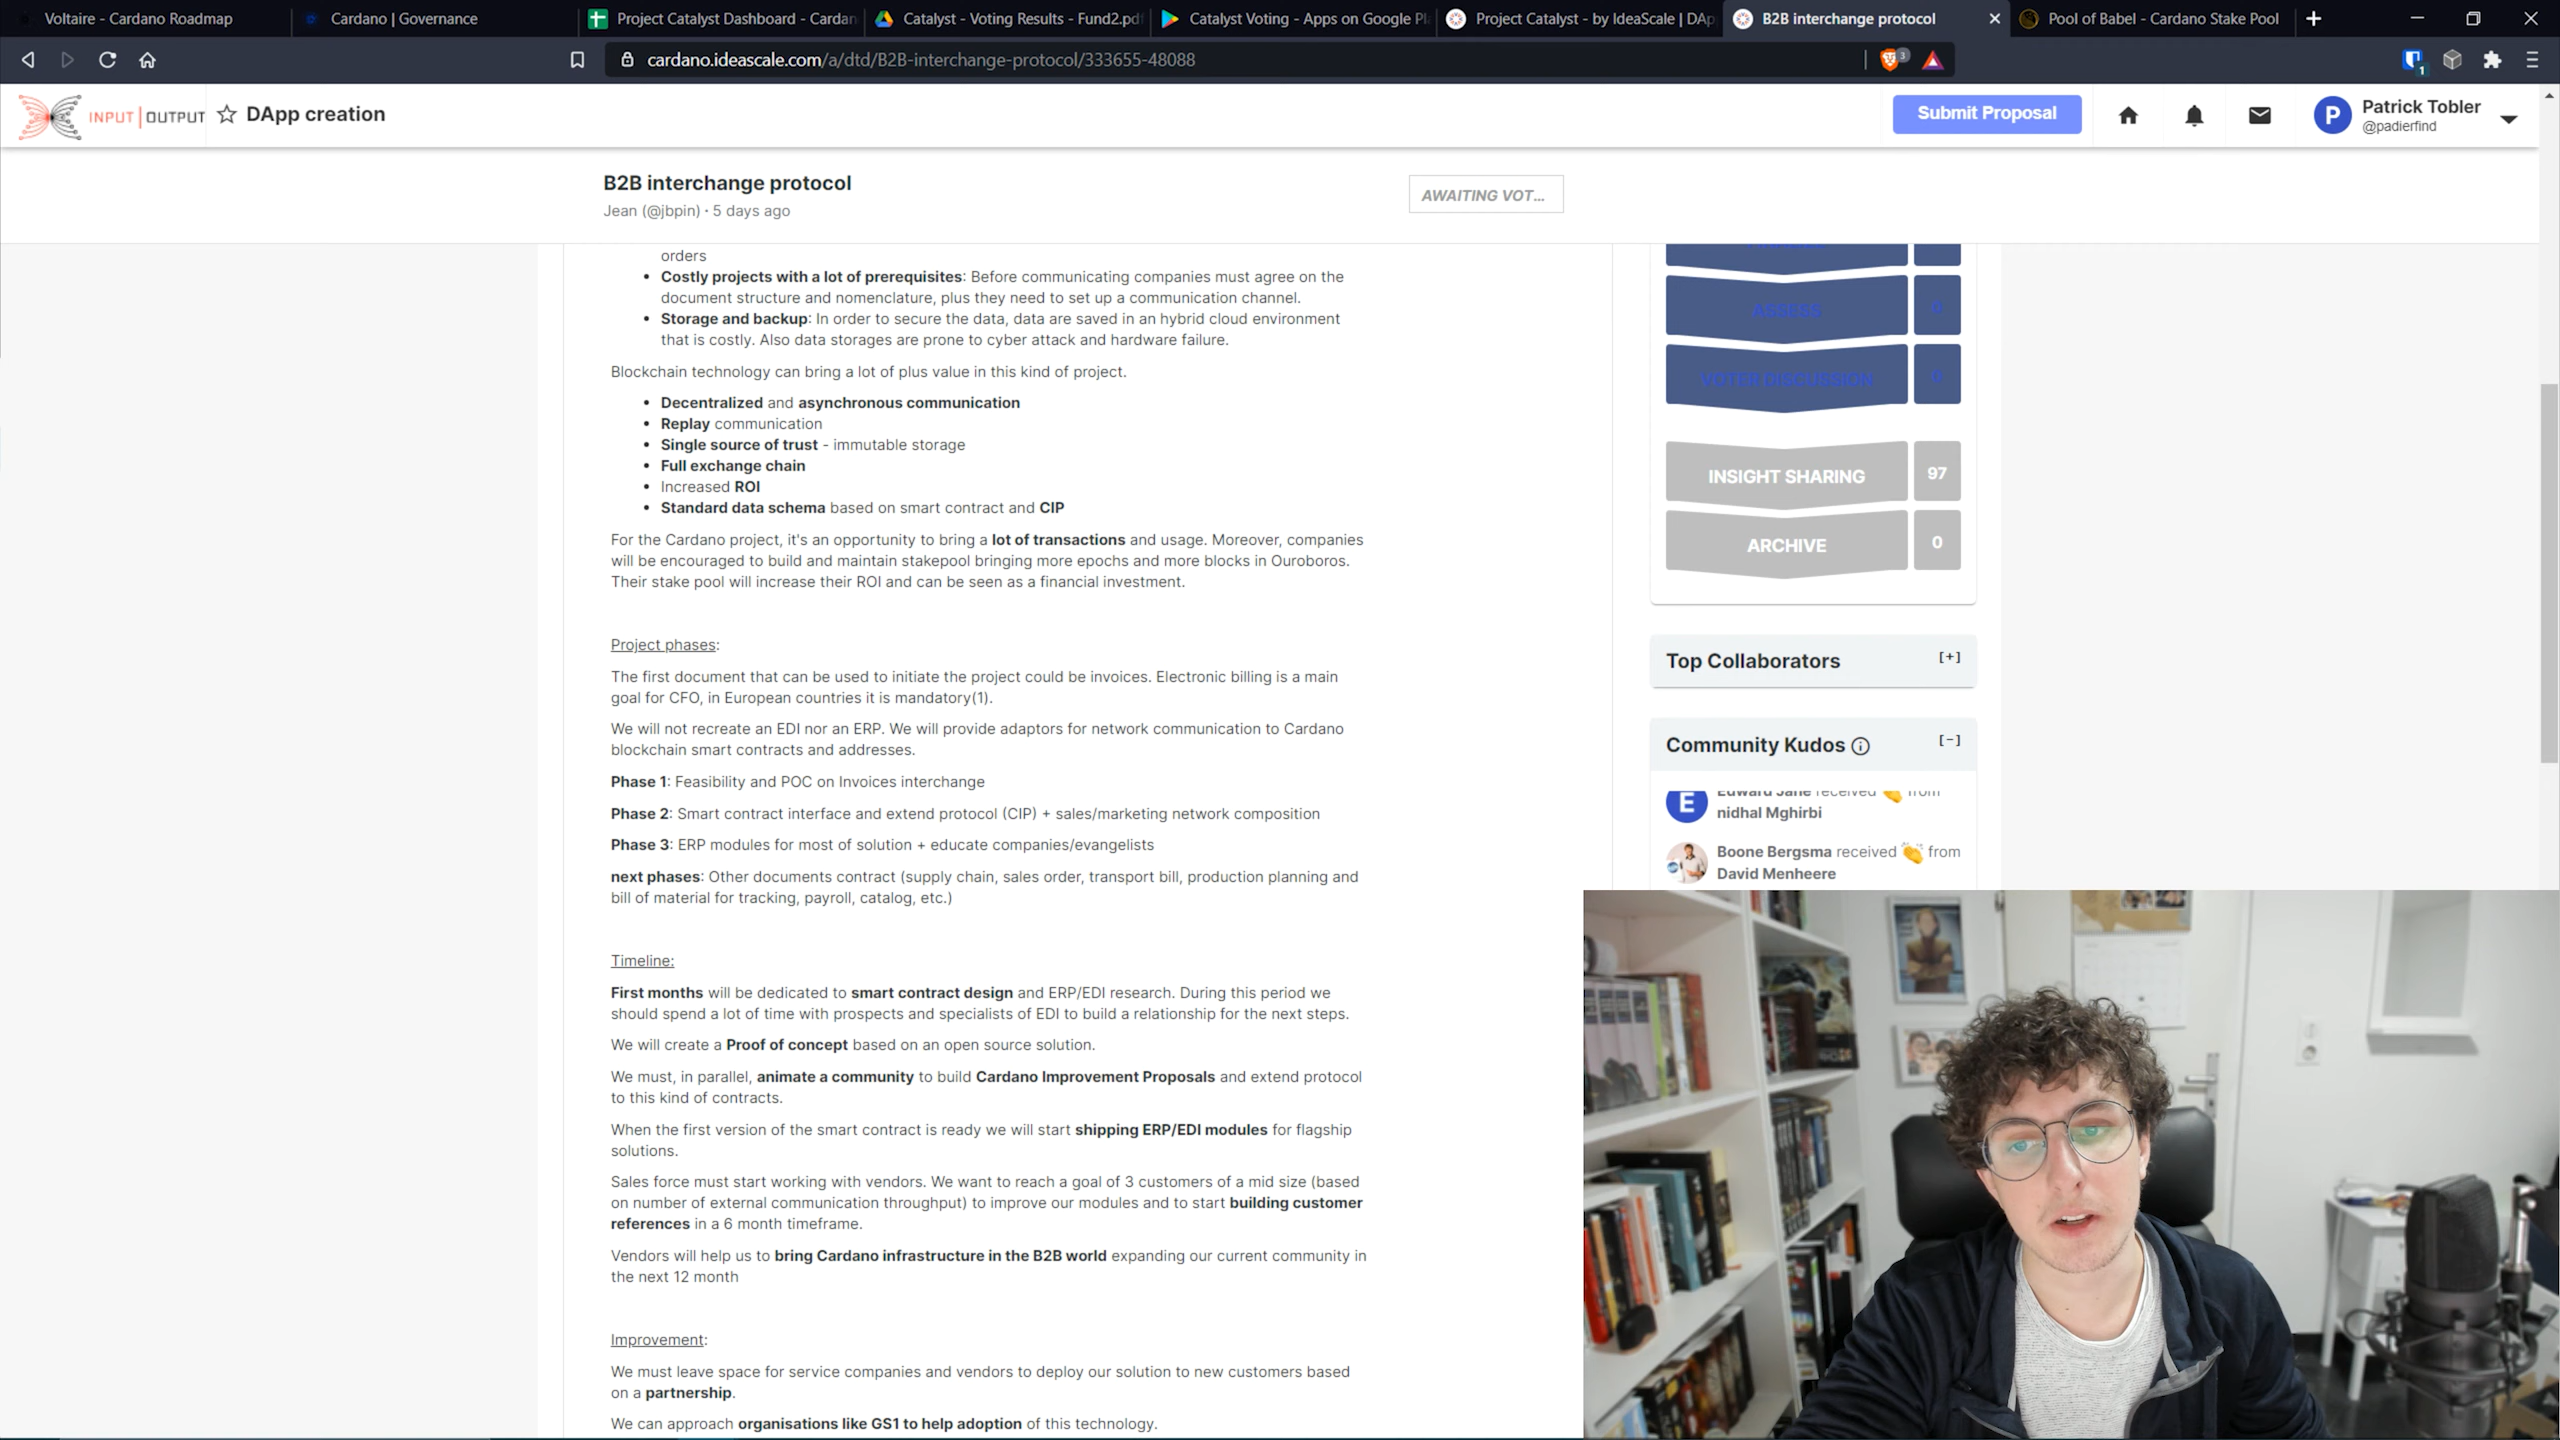 Voltaire - Cardano Roadmap
Cardano | Governance
Project Catalyst Dashboard - Cardan
Catalyst - Voting Results - Fund2.pdf
Catalyst Voting - Apps on Google Pl
Project Catalyst - by IdeaScale | DAp
B2B interchange protocol
Pool of Babel - Cardano Stake Pool
cardano.ideascale.com/a/dtd/B2B-interchange-protocol/333655-48088
3
1
INPUT | OUTPUT
DApp creation
Submit Proposal
P
Patrick Tobler
@padierfind
B2B interchange protocol
Jean (@jbpin) · 5 days ago
AWAITING VOT...
orders
• Costly projects with a lot of prerequisites: Before communicating companies must agree on the
document structure and nomenclature, plus they need to set up a communication channel.
• Storage and backup: In order to secure the data, data are saved in an hybrid cloud environment
that is costly. Also data storages are prone to cyber attack and hardware failure.
Blockchain technology can bring a lot of plus value in this kind of project.
• Decentralized and asynchronous communication
• Replay communication
• Single source of trust - immutable storage
• Full exchange chain
• Increased ROI
• Standard data schema based on smart contract and CIP
For the Cardano project, it's an opportunity to bring a lot of transactions and usage. Moreover, companies
will be encouraged to build and maintain stakepool bringing more epochs and more blocks in Ouroboros.
Their stake pool will increase their ROI and can be seen as a financial investment.
Project phases:
The first document that can be used to initiate the project could be invoices. Electronic billing is a main
goal for CFO, in European countries it is mandatory(1).
We will not recreate an EDI nor an ERP. We will provide adaptors for network communication to Cardano
blockchain smart contracts and addresses.
Phase 1: Feasibility and POC on Invoices interchange
Phase 2: Smart contract interface and extend protocol (CIP) + sales/marketing network composition
Phase 3: ERP modules for most of solution + educate companies/evangelists
next phases: Other documents contract (supply chain, sales order, transport bill, production planning and
bill of material for tracking, payroll, catalog, etc.)
Timeline:
First months will be dedicated to smart contract design and ERP/EDI research. During this period we
should spend a lot of time with prospects and specialists of EDI to build a relationship for the next steps.
We will create a Proof of concept based on an open source solution.
We must, in parallel, animate a community to build Cardano Improvement Proposals and extend protocol
to this kind of contracts.
When the first version of the smart contract is ready we will start shipping ERP/EDI modules for flagship
solutions.
Sales force must start working with vendors. We want to reach a goal of 3 customers of a mid size (based
on number of external communication throughput) to improve our modules and to start building customer
references in a 6 month timeframe.
Vendors will help us to bring Cardano infrastructure in the B2B world expanding our current community in
the next 12 month
Improvement:
We must leave space for service companies and vendors to deploy our solution to new customers based
on a partnership.
We can approach organisations like GS1 to help adoption of this technology.
ASSESS 0
VOTER DISCUSSION 0
INSIGHT SHARING 97
ARCHIVE 0
Top Collaborators [+]
Community Kudos [-]
E
Edward Jane received from
nidhal Mghirbi
Boone Bergsma received from
David Menheere